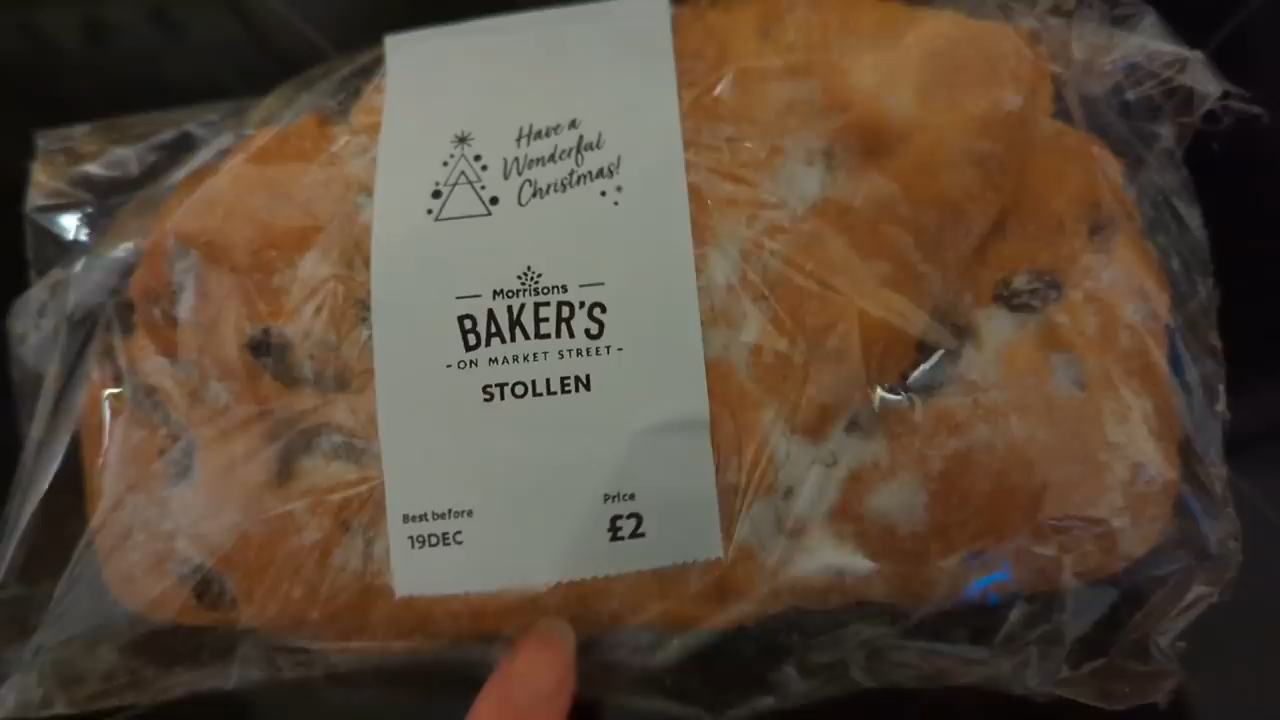 Have a
Wonderful
Christmas!
Morrisons
BAKER'S
-ON MARKET STREET-
STOLLEN
Best before
19DEC
Price
£2